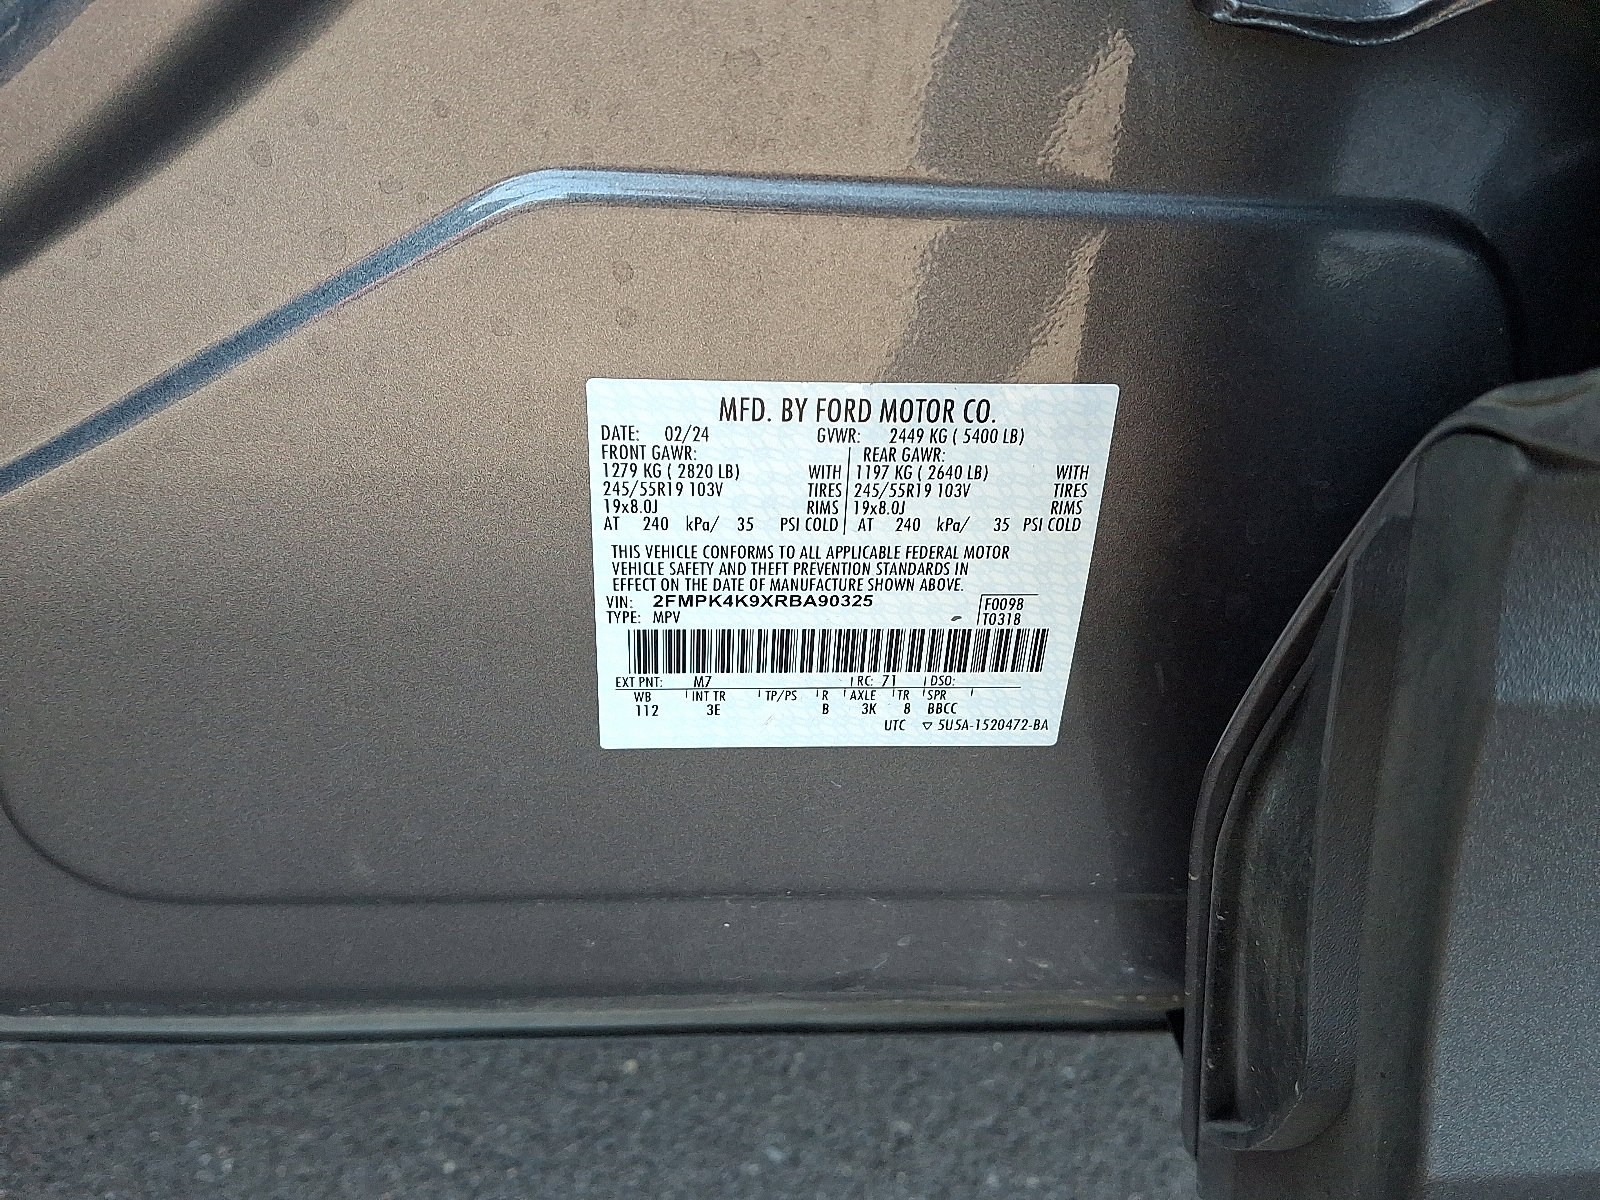 MFD. BY FORD MOTOR CO.
DATE: 02/24 GVWR: 2449 KG ( 5400 LB)
FRONT GAWR: REAR GAWR:
1279 KG ( 2820 LB) WITH 1197 KG ( 2640 LB) WITH
245/55R19 103V TIRES 245/55R19 103V TIRES
19x8.0J RIMS 19x8.0J RIMS
AT 240 kPa/ 35 PSI COLD AT 240 kPa/ 35 PSI COLD
THIS VEHICLE CONFORMS TO ALL APPLICABLE FEDERAL MOTOR
VEHICLE SAFETY AND THEFT PREVENTION STANDARDS IN
EFFECT ON THE DATE OF MANUFACTURE SHOWN ABOVE.
VIN: 2FMPK4K9XRBA90325 F0098
TYPE: MPV T0318
EXT PNT: M7 RC: 71 DSO:
WB INT TR TP/PS R AXLE TR SPR
112 3E B 3K 8 BBCC
UTC ▽ 5U5A-1520472-BA